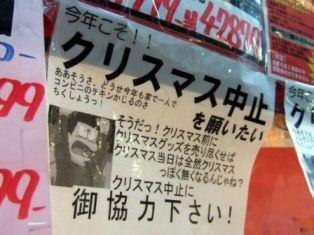 今年こそ!!
クリスマス中止
を願いたい
ああそうさ、どうせ今年も家で一人で
コンビニのチキンかじるのさ
ちくしょうっ!
そうだっ!クリスマス前に
クリスマスグッズを売り尽くせば
クリスマス当日は全然クリスマス
っぽく無くなるんじゃね?
クリスマス中止に
御協力下さい!
今年こ
ク